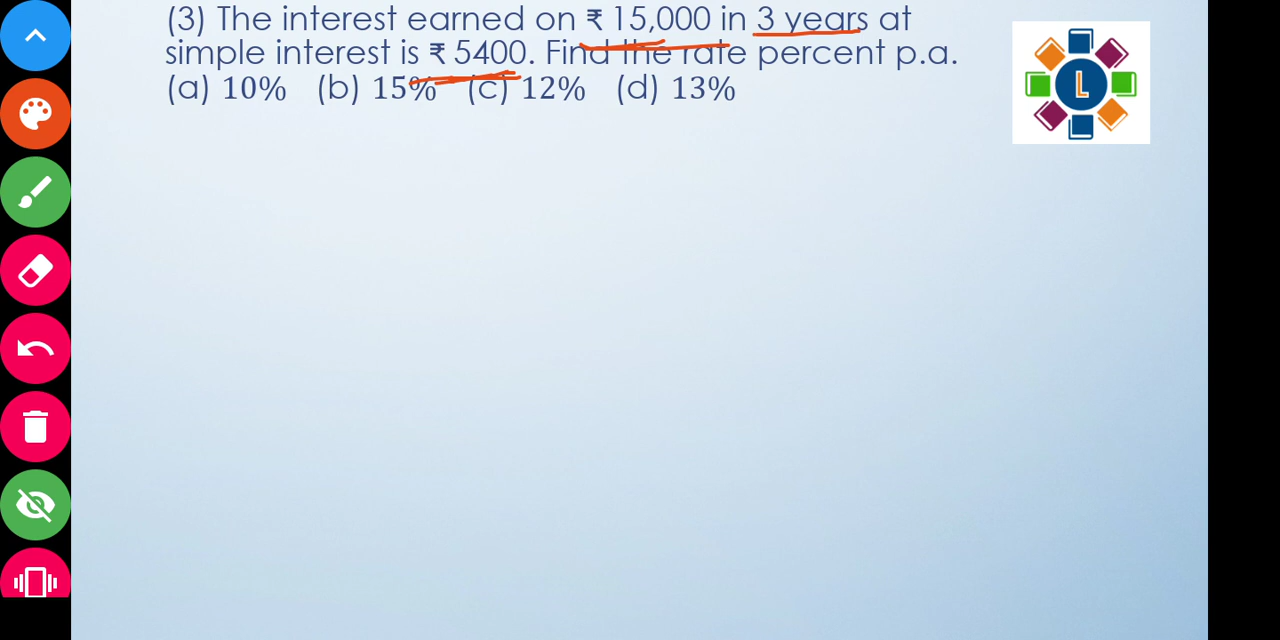 (3) The interest earned on ₹ 15,000 in 3 years at
simple interest is ₹ 5400. Find the rate percent p.a.
(a) 10% (b) 15% (c) 12% (d) 13%
L